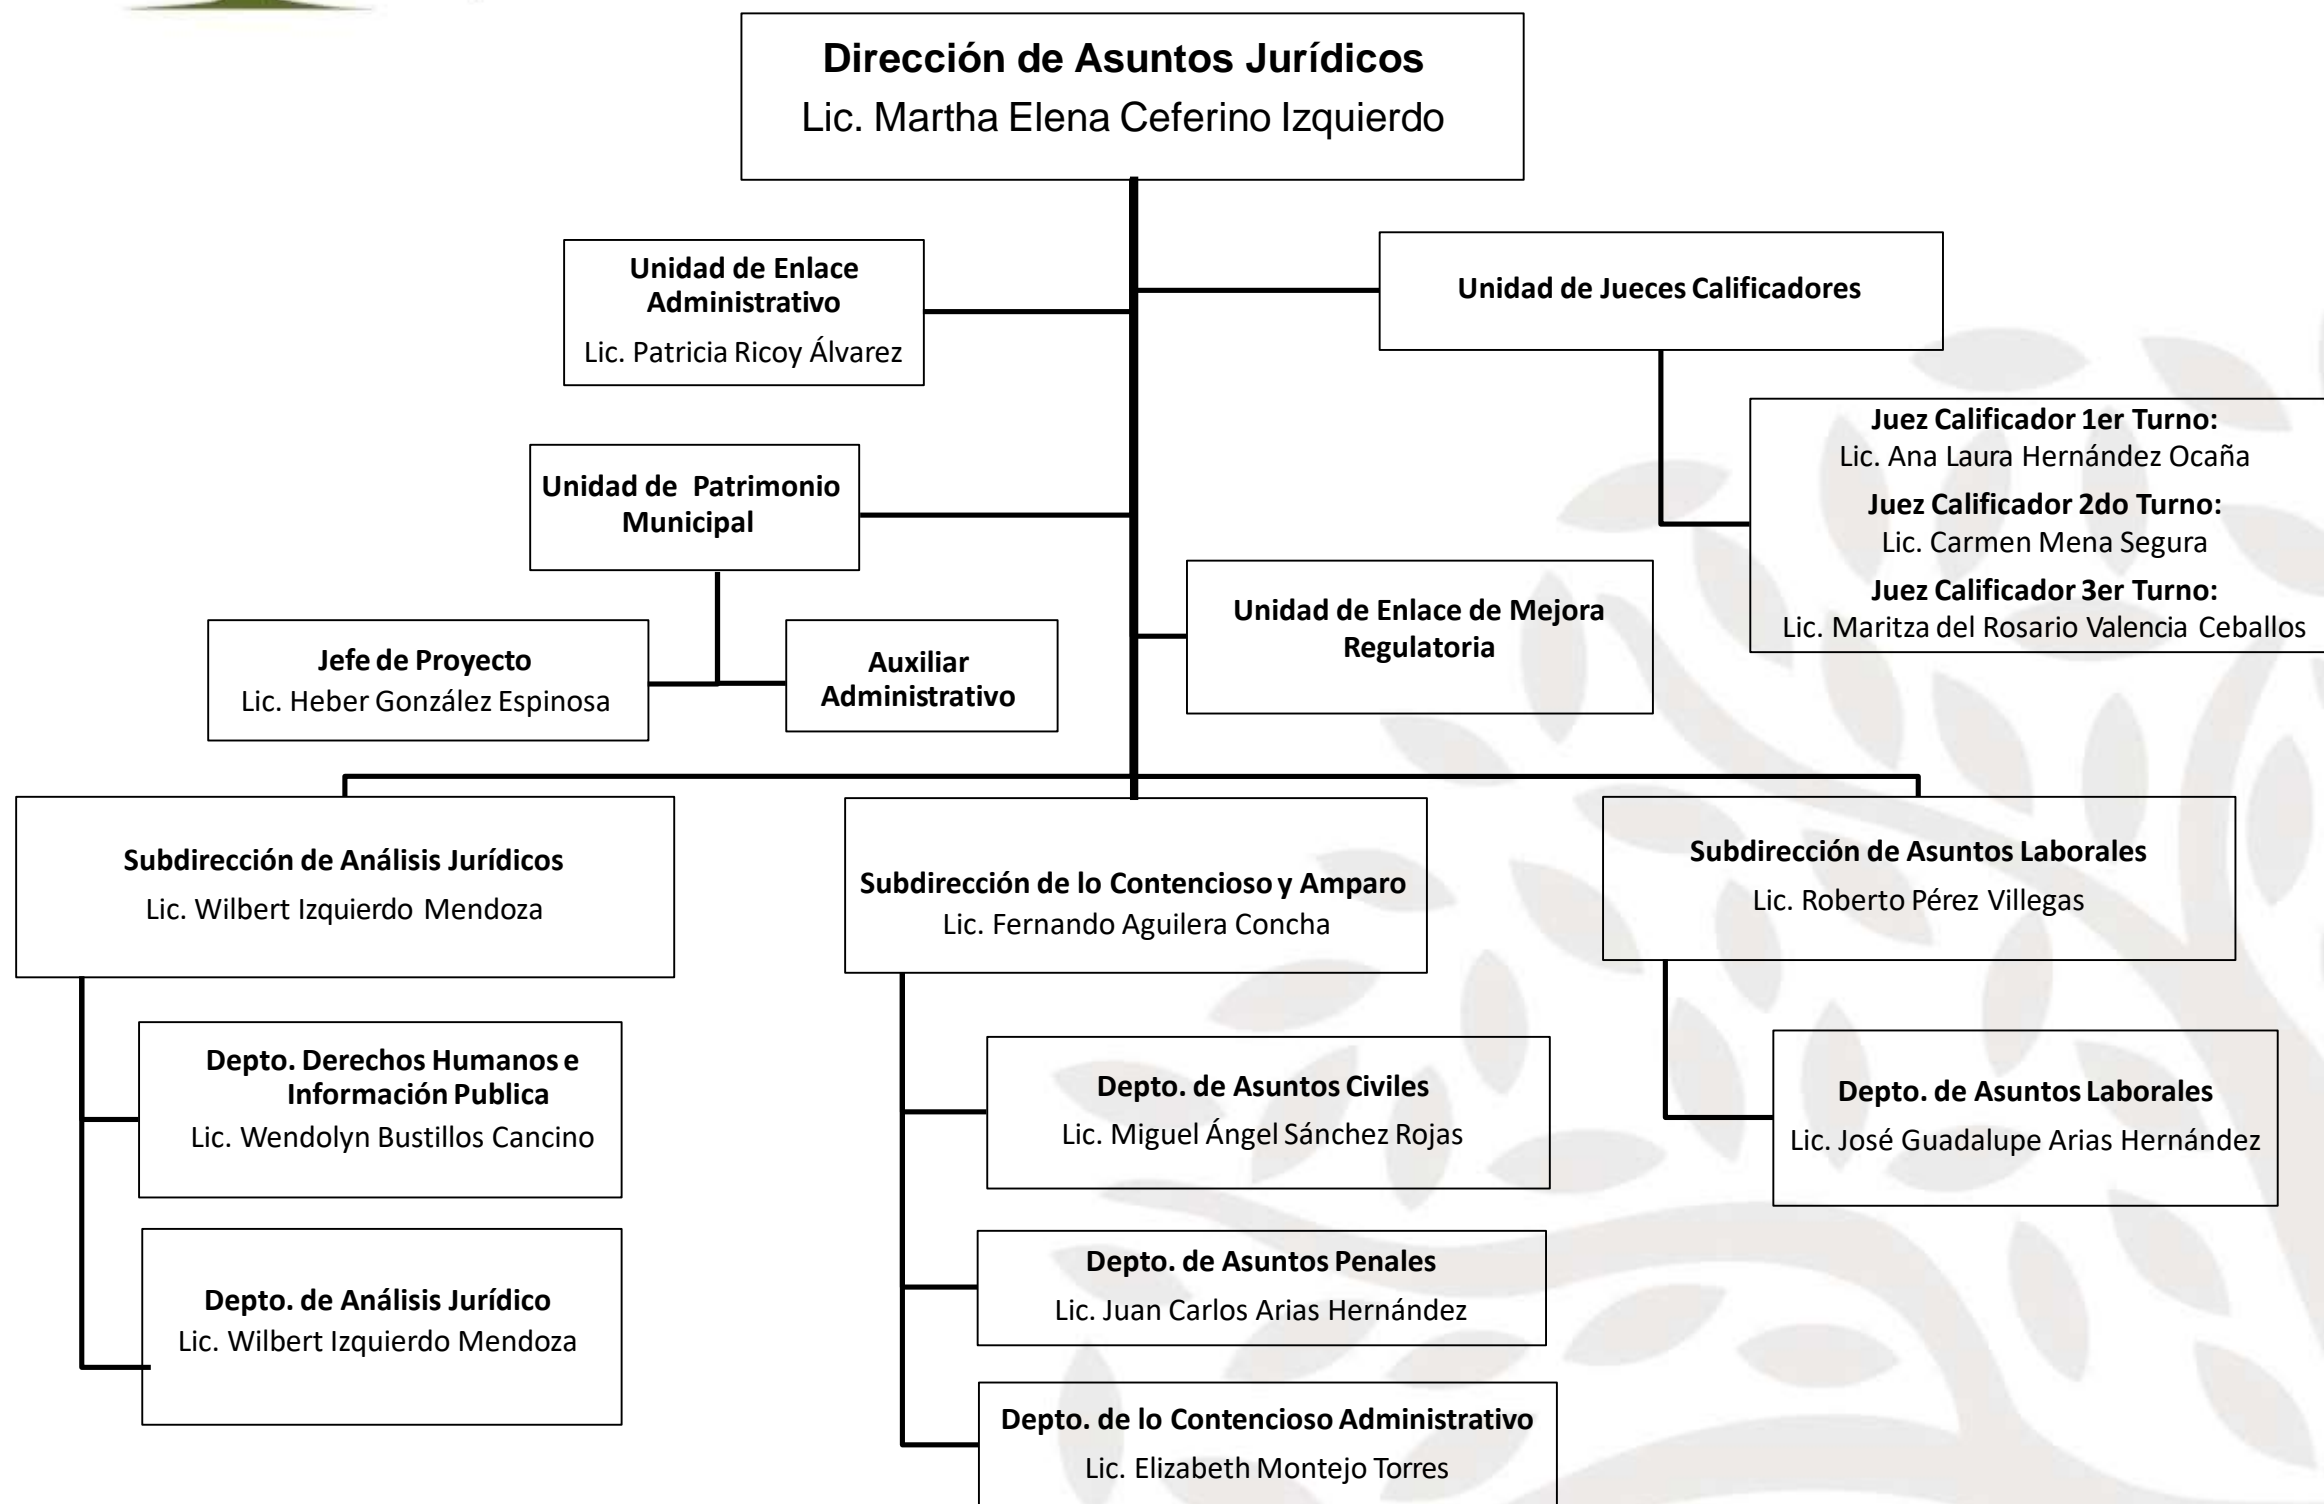 Dirección de Asuntos Jurídicos
Lic. Martha Elena Ceferino Izquierdo
Unidad de Enlace
Administrativo
Lic. Patricia Ricoy Álvarez
Unidad de Jueces Calificadores
Juez Calificador 1er Turno:
Lic. Ana Laura Hernández Ocaña
Juez Calificador 2do Turno:
Lic. Carmen Mena Segura
Juez Calificador 3er Turno:
Lic. Maritza del Rosario Valencia Ceballos
Unidad de Patrimonio
Municipal
Unidad de Enlace de Mejora
Regulatoria
Jefe de Proyecto
Lic. Heber González Espinosa
Auxiliar
Administrativo
Subdirección de Análisis Jurídicos
Lic. Wilbert Izquierdo Mendoza
Subdirección de lo Contencioso y Amparo
Lic. Fernando Aguilera Concha
Subdirección de Asuntos Laborales
Lic. Roberto Pérez Villegas
Depto. Derechos Humanos e
Información Publica
Lic. Wendolyn Bustillos Cancino
Depto. de Análisis Jurídico
Lic. Wilbert Izquierdo Mendoza
Depto. de Asuntos Civiles
Lic. Miguel Ángel Sánchez Rojas
Depto. de Asuntos Penales
Lic. Juan Carlos Arias Hernández
Depto. de lo Contencioso Administrativo
Lic. Elizabeth Montejo Torres
Depto. de Asuntos Laborales
Lic. José Guadalupe Arias Hernández